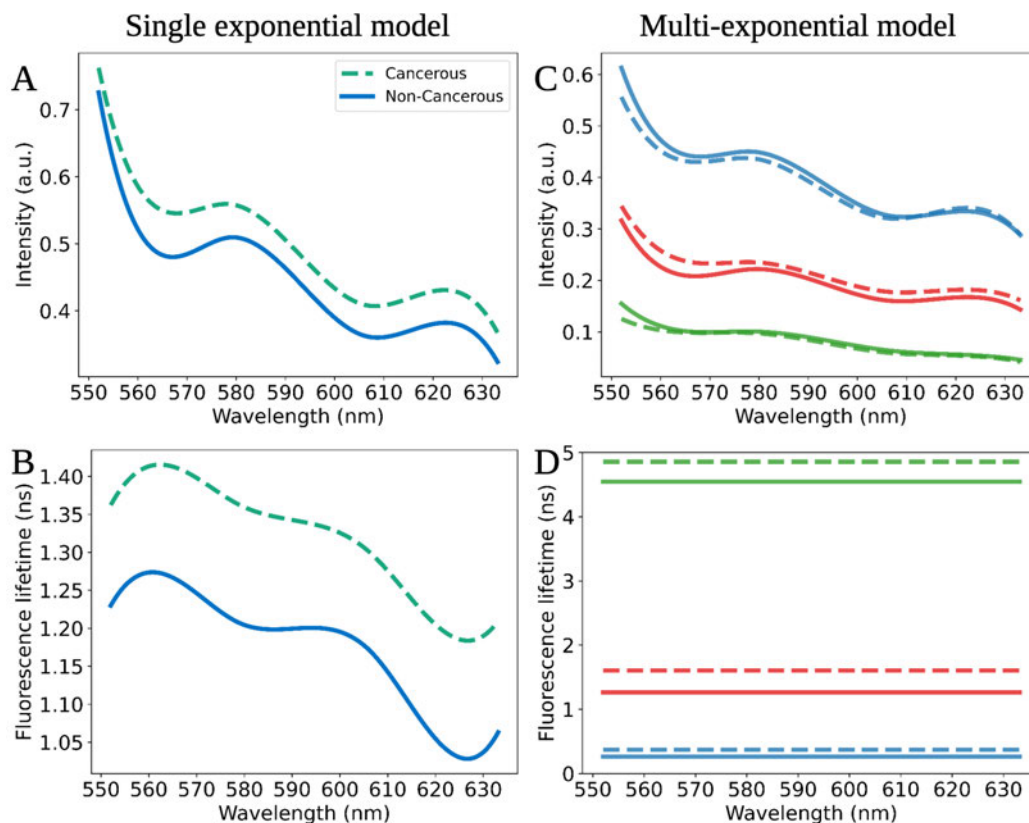 Single exponential model
Multi-exponential model
A
Cancerous
Non-Cancerous
0.7
0.6
0.5
0.4
Intensity (a.u.)
550 560 570 580 590 600 610 620 630
Wavelength (nm)
C
0.6
0.5
0.4
0.3
0.2
0.1
Intensity (a.u.)
550 560 570 580 590 600 610 620 630
Wavelength (nm)
B
1.40
1.35
1.30
1.25
1.20
1.15
1.10
1.05
Fluorescence lifetime (ns)
550 560 570 580 590 600 610 620 630
Wavelength (nm)
D
5
4
3
2
1
0
Fluorescence lifetime (ns)
550 560 570 580 590 600 610 620 630
Wavelength (nm)